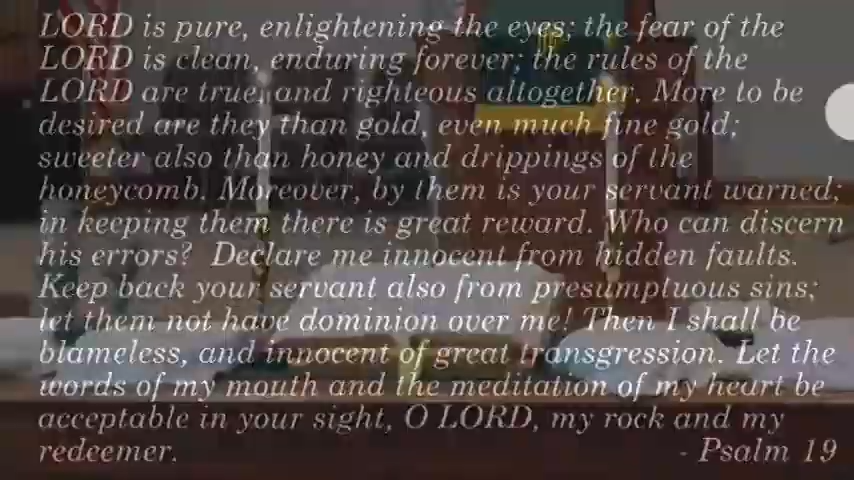 LORD is pure, enlightening the eyes; the fear of the
LORD is clean, enduring forever; the rules of the
LORD are true, and righteous altogether. More to be
desired are they than gold, even much fine gold;
sweeter also than honey and drippings of the
honeycomb. Moreover, by them is your servant warned;
in keeping them there is great reward. Who can discern
his errors? Declare me innocent from hidden faults.
Keep back your servant also from presumptuous sins;
let them not have dominion over me! Then I shall be
blameless, and innocent of great transgression. Let the
words of my mouth and the meditation of my heart be
acceptable in your sight, O LORD, my rock and my
redeemer. - Psalm 19